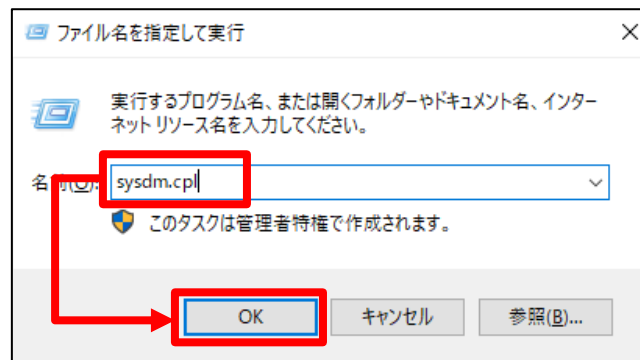 ファイル名を指定して実行
実行するプログラム名、または開くフォルダーやドキュメント名、インター
ネット リソース名を入力してください。
名前(O): sysdm.cpl
このタスクは管理者特権で作成されます。
OK キャンセル 参照(B)...